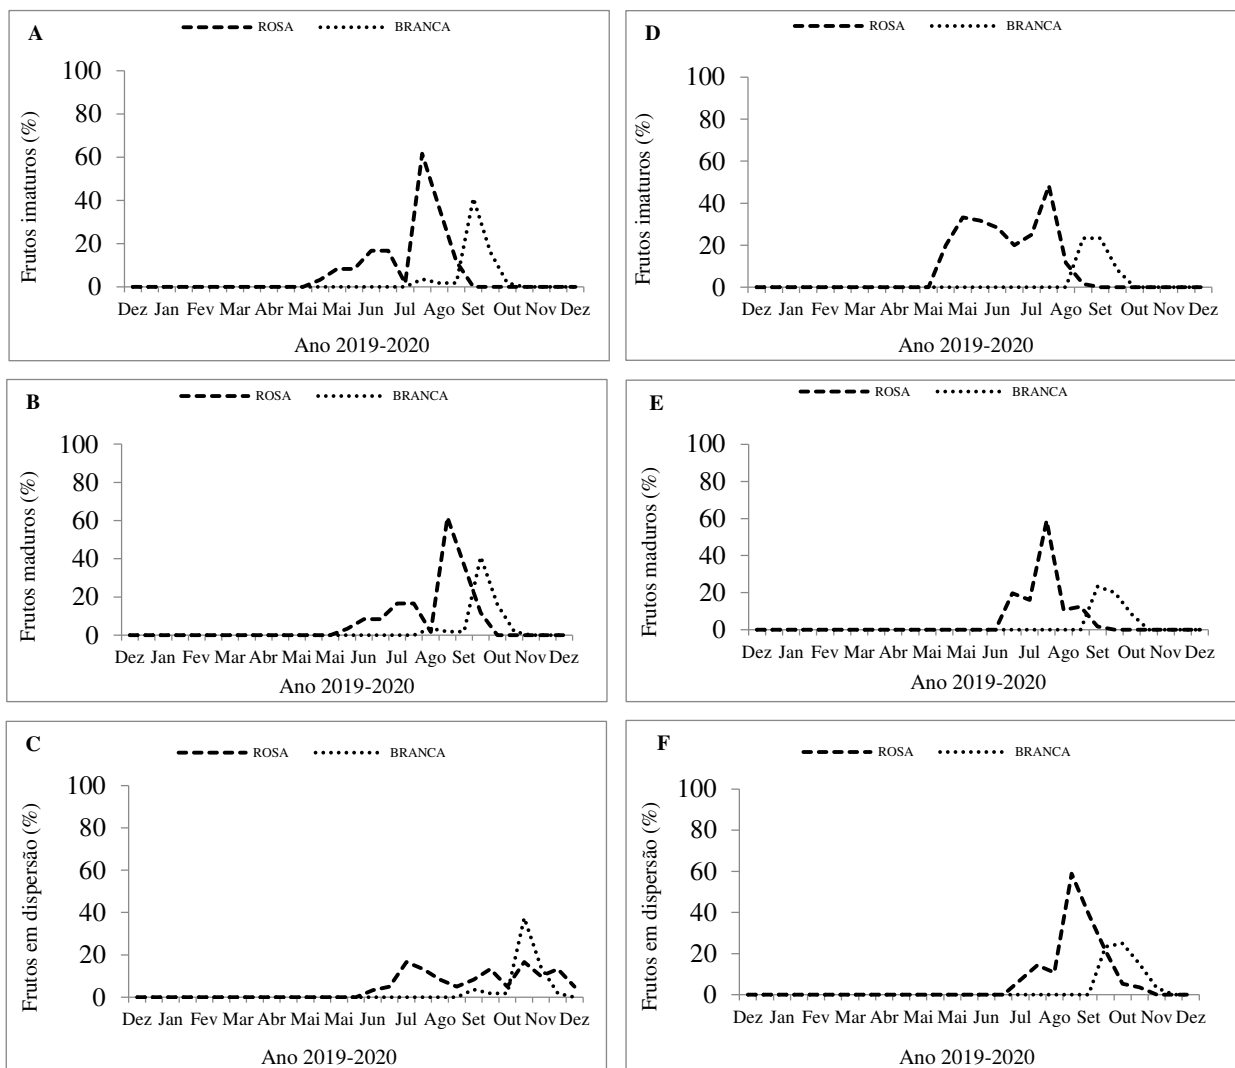 A
ROSA BRANCA
Frutos imaturos (%)
100
80
60
40
20
0
Dez Jan Fev Mar Abr Mai Mai Jun Jul Ago Set Out Nov Dez
Ano 2019-2020
D
ROSA BRANCA
Frutos imaturos (%)
100
80
60
40
20
0
Dez Jan Fev Mar Abr Mai Mai Jun Jul Ago Set Out Nov Dez
Ano 2019-2020
B
ROSA BRANCA
Frutos maduros (%)
100
80
60
40
20
0
Dez Jan Fev Mar Abr Mai Mai Jun Jul Ago Set Out Nov Dez
Ano 2019-2020
E
ROSA BRANCA
Frutos maduros (%)
100
80
60
40
20
0
Dez Jan Fev Mar Abr Mai Mai Jun Jul Ago Set Out Nov Dez
Ano 2019-2020
C
ROSA BRANCA
Frutos em dispersão (%)
100
80
60
40
20
0
Dez Jan Fev Mar Abr Mai Mai Jun Jul Ago Set Out Nov Dez
Ano 2019-2020
F
ROSA BRANCA
Frutos em dispersão (%)
100
80
60
40
20
0
Dez Jan Fev Mar Abr Mai Mai Jun Jul Ago Set Out Nov Dez
Ano 2019-2020